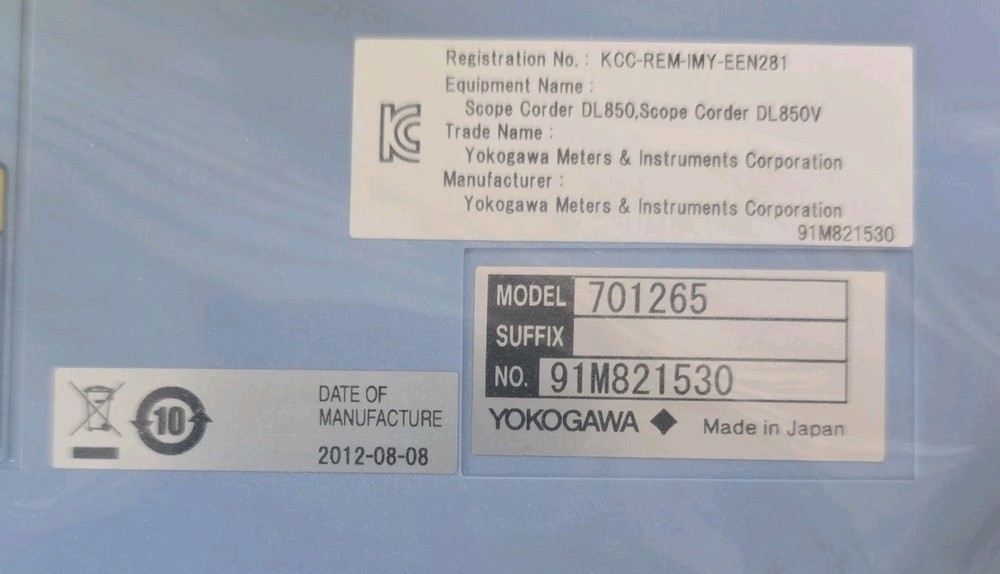 Registration No. : KCC-REM-IMY-EEN281
Equipment Name :
Scope Corder DL850,Scope Corder DL850V
Trade Name :
Yokogawa Meters & Instruments Corporation
Manufacturer :
Yokogawa Meters & Instruments Corporation
91M821530
MODEL 701265
SUFFIX
NO. 91M821530
YOKOGAWA ◆ Made in Japan
10
DATE OF
MANUFACTURE
2012-08-08